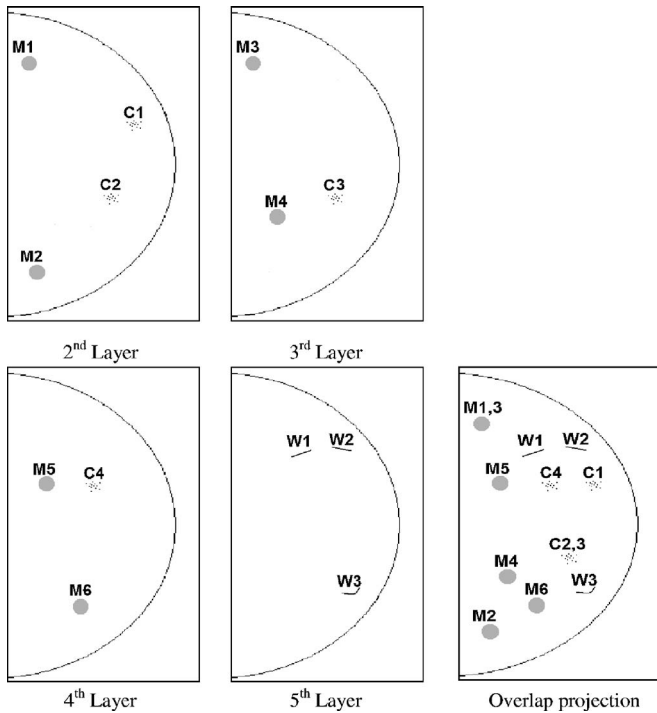 M1
C1
C2
M2
2nd Layer
M3
C3
M4
3rd Layer
M5
C4
M6
4th Layer
W1 W2
W3
5th Layer
M1,3
W1 W2
M5 C4 C1
C2,3
M4
M6 W3
M2
Overlap projection